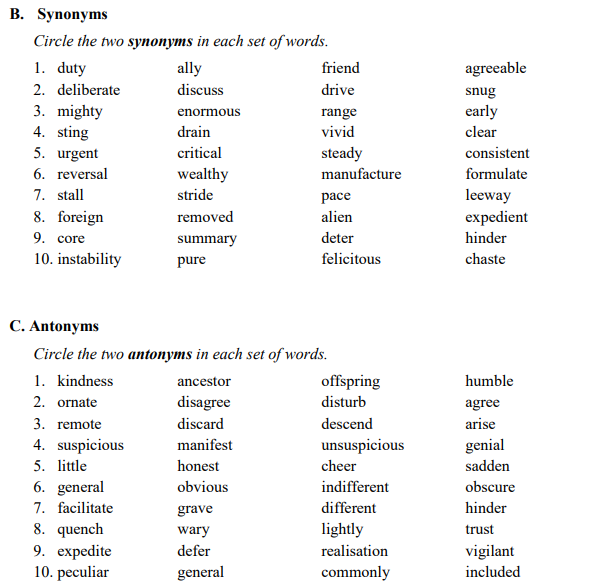 B. Synonyms
Circle the two synonyms in each set of words.
1. duty ally friend agreeable
2. deliberate discuss drive snug
3. mighty enormous range early
4. sting drain vivid clear
5. urgent critical steady consistent
6. reversal wealthy manufacture formulate
7. stall stride pace leeway
8. foreign removed alien expedient
9. core summary deter hinder
10. instability pure felicitous chaste
C. Antonyms
Circle the two antonyms in each set of words.
1. kindness ancestor offspring humble
2. ornate disagree disturb agree
3. remote discard descend arise
4. suspicious manifest unsuspicious genial
5. little honest cheer sadden
6. general obvious indifferent obscure
7. facilitate grave different hinder
8. quench wary lightly trust
9. expedite defer realisation vigilant
10. peculiar general commonly included